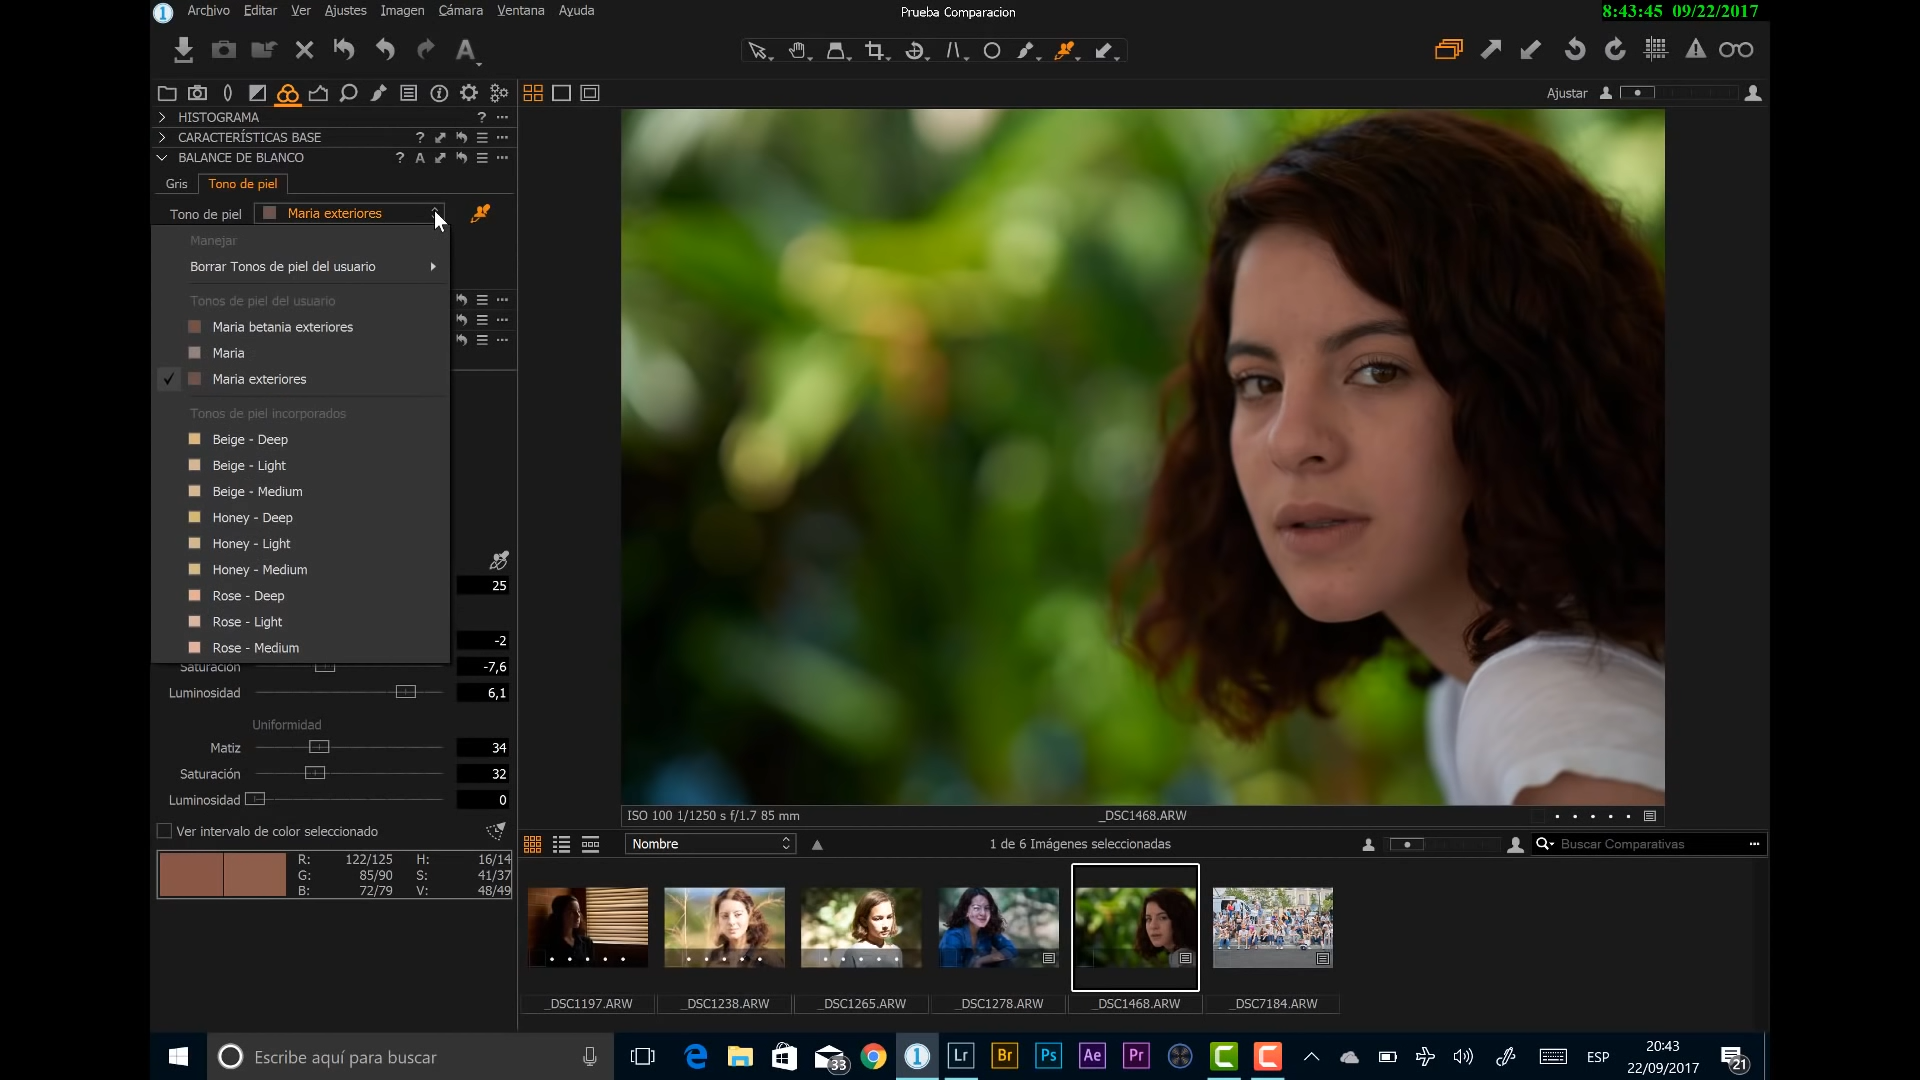 Archivo Editar Ver Ajustes Imagen Cámara Ventana Ayuda
Prueba Comparacion
8:43:45 09/22/2017
Ajustar
HISTOGRAMA
CARACTERÍSTICAS BASE
BALANCE DE BLANCO
Gris Tono de piel
Tono de piel Maria exteriores
Manejar
Borrar Tonos de piel del usuario
Tonos de piel del usuario
Maria betania exteriores
Maria
Maria exteriores
Tonos de piel incorporados
Beige - Deep
Beige - Light
Beige - Medium
Honey - Deep
Honey - Light
Honey - Medium
Rose - Deep
Rose - Light
Rose - Medium
25
-2
Saturación -7,6
Luminosidad 6,1
Uniformidad
Matiz 34
Saturación 32
Luminosidad 0
Ver intervalo de color seleccionado
R: 122/125 H: 16/14
G: 85/90 S: 41/37
B: 72/79 V: 48/49
ISO 100 1/1250 s f/1.7 85 mm
_DSC1468.ARW
Nombre
1 de 6 Imágenes seleccionadas
Buscar Comparativas
_DSC1197.ARW
_DSC1238.ARW
_DSC1265.ARW
_DSC1278.ARW
_DSC1468.ARW
_DSC7184.ARW
Escribe aquí para buscar
33
Lr Br Ps Ae Pr
ESP
20:43
22/09/2017
21